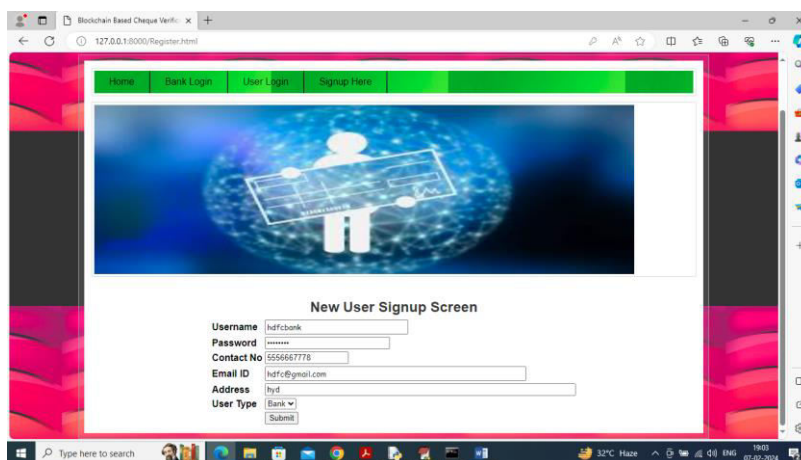 Blockchain Based Cheque Verific
127.0.0.1:8000/Register.html
Home Bank Login User Login Signup Here
New User Signup Screen
Username hdfcbank
Password ••••••••
Contact No 5556667778
Email ID hdfc@gmail.com
Address hyd
User Type Bank
Submit
Type here to search 32°C Haze ENG 19:03
07-02-2024